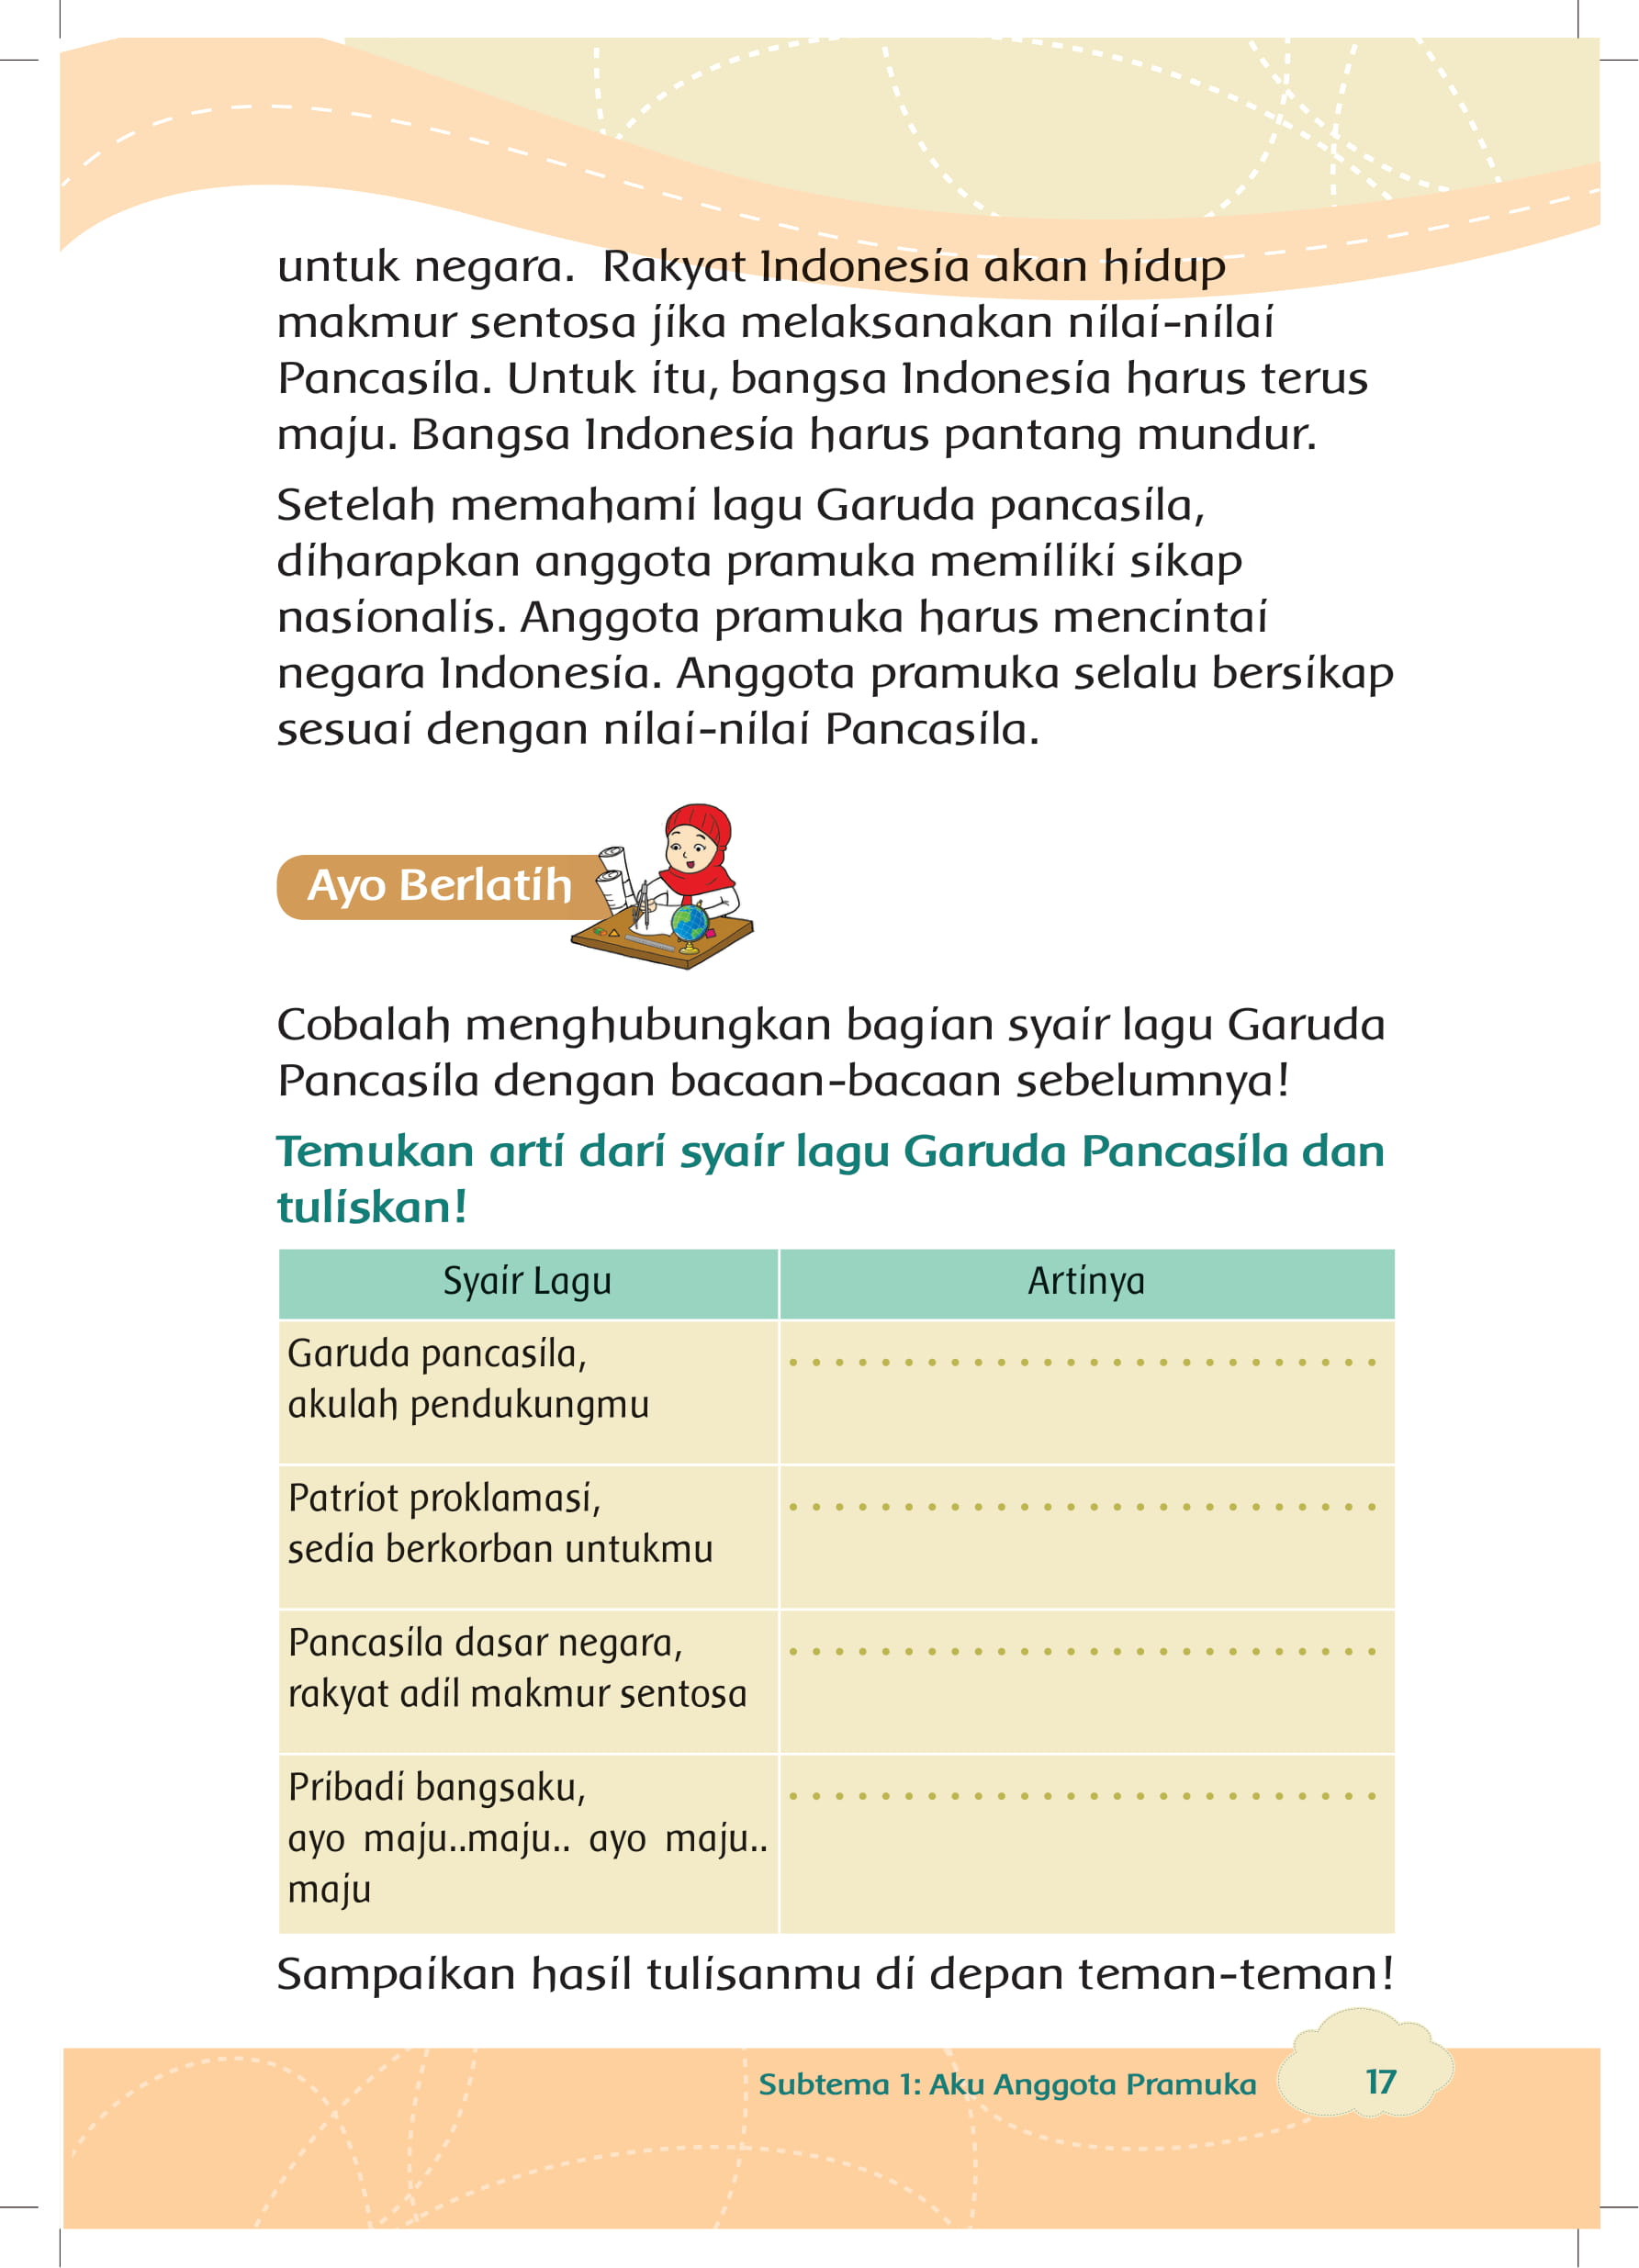 untuk negara. Rakyat Indonesia akan hidup
makmur sentosa jika melaksanakan nilai-nilai
Pancasila. Untuk itu, bangsa Indonesia harus terus
maju. Bangsa Indonesia harus pantang mundur.
Setelah memahami lagu Garuda pancasila,
diharapkan anggota pramuka memiliki sikap
nasionalis. Anggota pramuka harus mencintai
negara Indonesia. Anggota pramuka selalu bersikap
sesuai dengan nilai-nilai Pancasila.
Ayo Berlatih
Cobalah menghubungkan bagian syair lagu Garuda
Pancasila dengan bacaan-bacaan sebelumnya!
Temukan arti dari syair lagu Garuda Pancasila dan
tuliskan!
Syair Lagu
Artinya
Garuda pancasila,
akulah pendukungmu
Patriot proklamasi,
sedia berkorban untukmu
Pancasila dasar negara,
rakyat adil makmur sentosa
Pribadi bangsaku,
ayo maju..maju.. ayo maju..
maju
Sampaikan hasil tulisanmu di depan teman-teman!
Subtema 1: Aku Anggota Pramuka
17